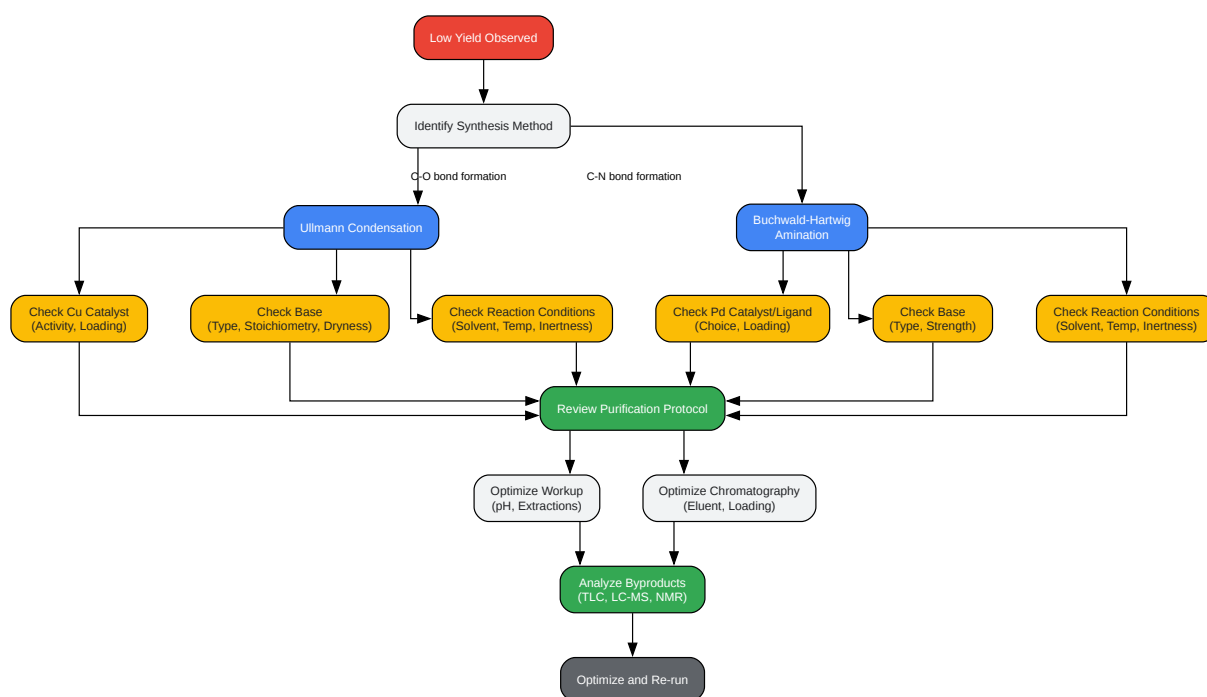 Low Yield Observed
Identify Synthesis Method
C-O bond formation
C-N bond formation
Ullmann Condensation
Buchwald-Hartwig
Amination
Check Cu Catalyst
(Activity, Loading)
Check Base
(Type, Stoichiometry, Dryness)
Check Reaction Conditions
(Solvent, Temp, Inertness)
Check Pd Catalyst/Ligand
(Choice, Loading)
Check Base
(Type, Strength)
Check Reaction Conditions
(Solvent, Temp, Inertness)
Review Purification Protocol
Optimize Workup
(pH, Extractions)
Optimize Chromatography
(Eluent, Loading)
Analyze Byproducts
(TLC, LC-MS, NMR)
Optimize and Re-run